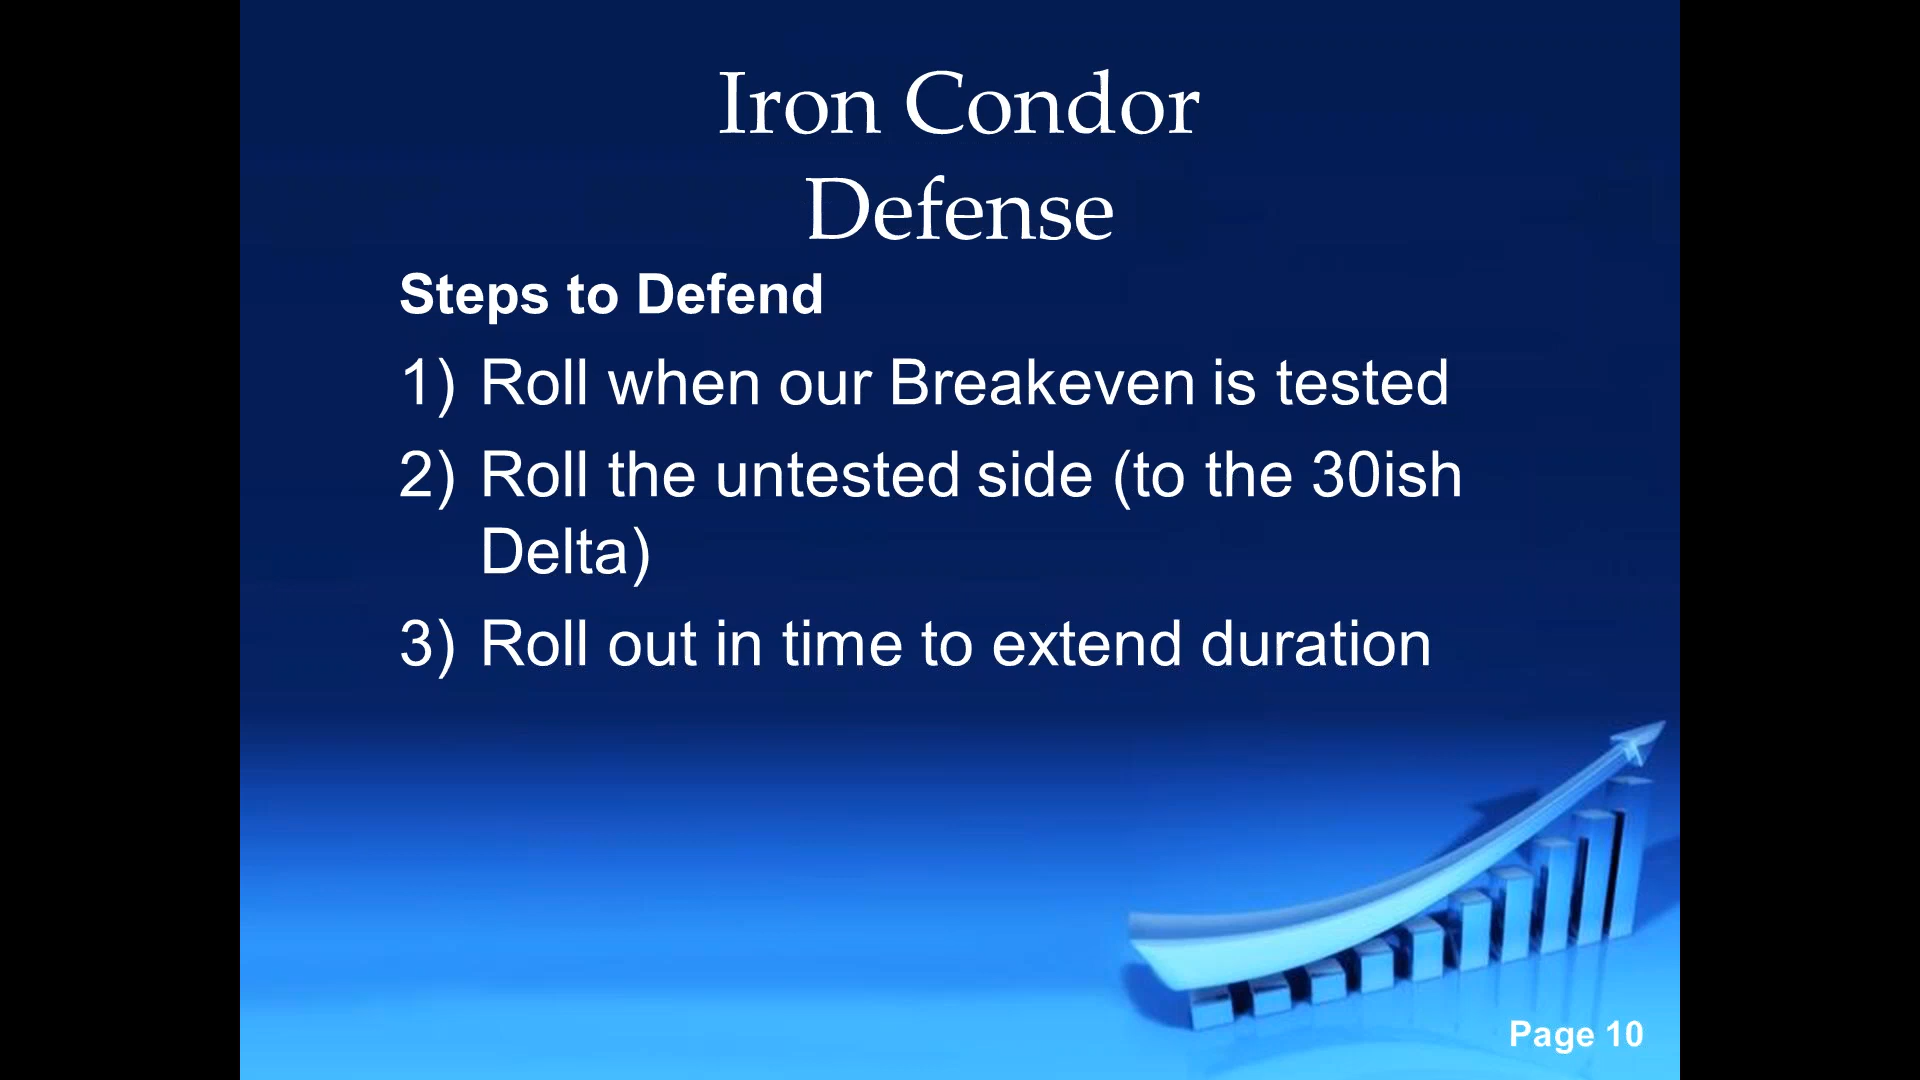 Iron Condor
Defense
Steps to Defend
1) Roll when our Breakeven is tested
2) Roll the untested side (to the 30ish
Delta)
3) Roll out in time to extend duration
Page 10